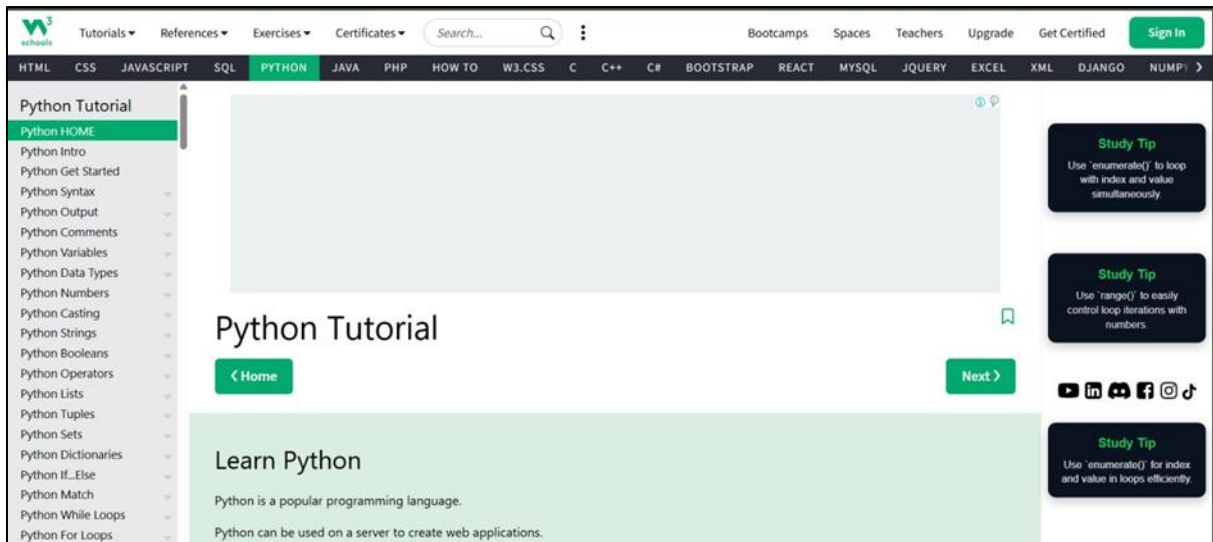 W3 schools
Tutorials References Exercises Certificates Search... Bootcamps Spaces Teachers Upgrade Get Certified Sign In
HTML CSS JAVASCRIPT SQL PYTHON JAVA PHP HOW TO W3.CSS C C++ C# BOOTSTRAP REACT MYSQL JQUERY EXCEL XML DJANGO NUMPY
Python Tutorial
Python HOME
Python Intro
Python Get Started
Python Syntax
Python Output
Python Comments
Python Variables
Python Data Types
Python Numbers
Python Casting
Python Strings
Python Booleans
Python Operators
Python Lists
Python Tuples
Python Sets
Python Dictionaries
Python If...Else
Python Match
Python While Loops
Python For Loops
Python Tutorial
❮ Home
Next ❯
Learn Python
Python is a popular programming language.
Python can be used on a server to create web applications.
Study Tip
Use `enumerate()` to loop
with index and value
simultaneously.
Study Tip
Use `range()` to easily
control loop iterations with
numbers.
Study Tip
Use `enumerate()` for index
and value in loops efficiently.